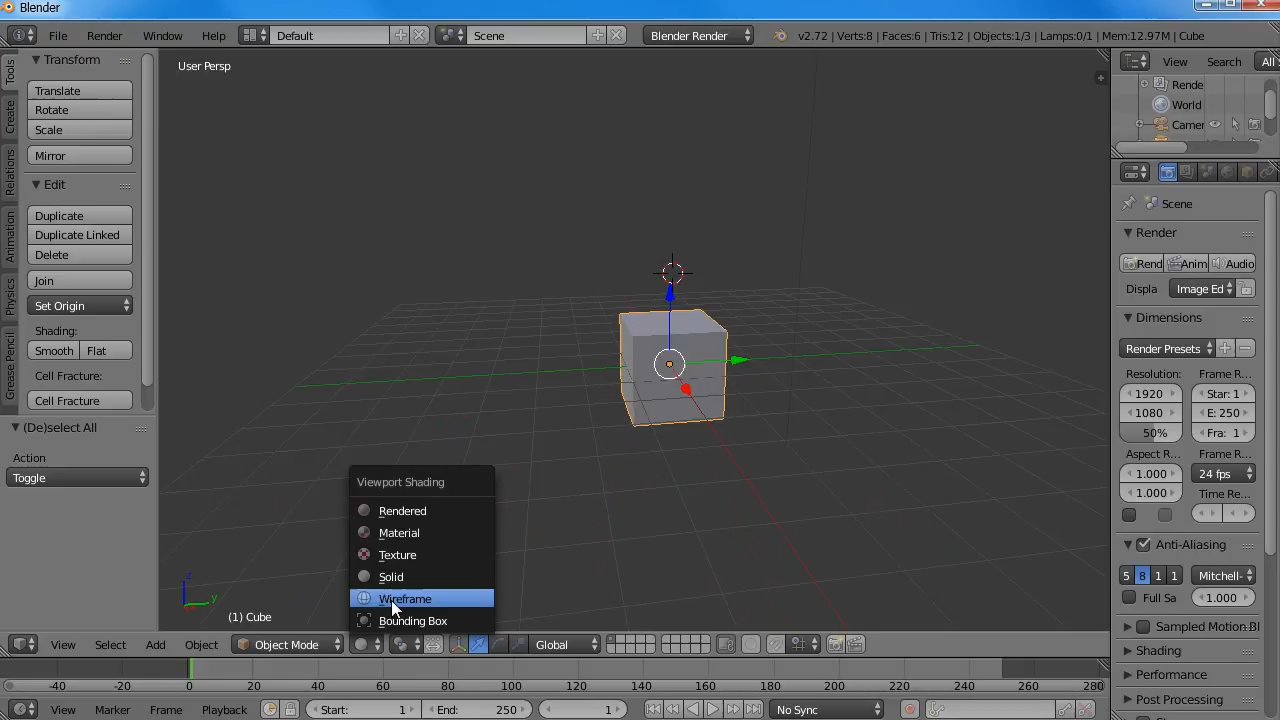 Blender
File Render Window Help Default Scene Blender Render v2.72 | Verts:8 | Faces:6 | Tris:12 | Objects:1/3 | Lamps:0/1 | Mem:12.97M | Cube
Tools
Create
Relations
Animation
Physics
Grease Pencil
Transform
Translate
Rotate
Scale
Mirror
Edit
Duplicate
Duplicate Linked
Delete
Join
Set Origin
Shading:
Smooth Flat
Cell Fracture:
Cell Fracture
(De)select All
Action
Toggle
User Persp
Viewport Shading
Rendered
Material
Texture
Solid
Wireframe
Bounding Box
z
y
(1) Cube
View Select Add Object Object Mode Global
View Search All
Rende
World
Camer
Scene
Render
Rend Anim Audio
Displa Image Ed
Dimensions
Render Presets
Resolution: Frame R...
1920 Star: 1
1080 E: 250
50% Fra: 1
Aspect R Frame R...
1.000 24 fps
1.000 Time Re...
Anti-Aliasing
5 8 1 1 Mitchell-
Full Sa 1.000
Sampled Motion Bl
Shading
Performance
Post Processing
-40 -20 0 20 40 60 80 100 120 140 160 180 200 220 240 260 280
View Marker Frame Playback Start: 1 End: 250 1 No Sync